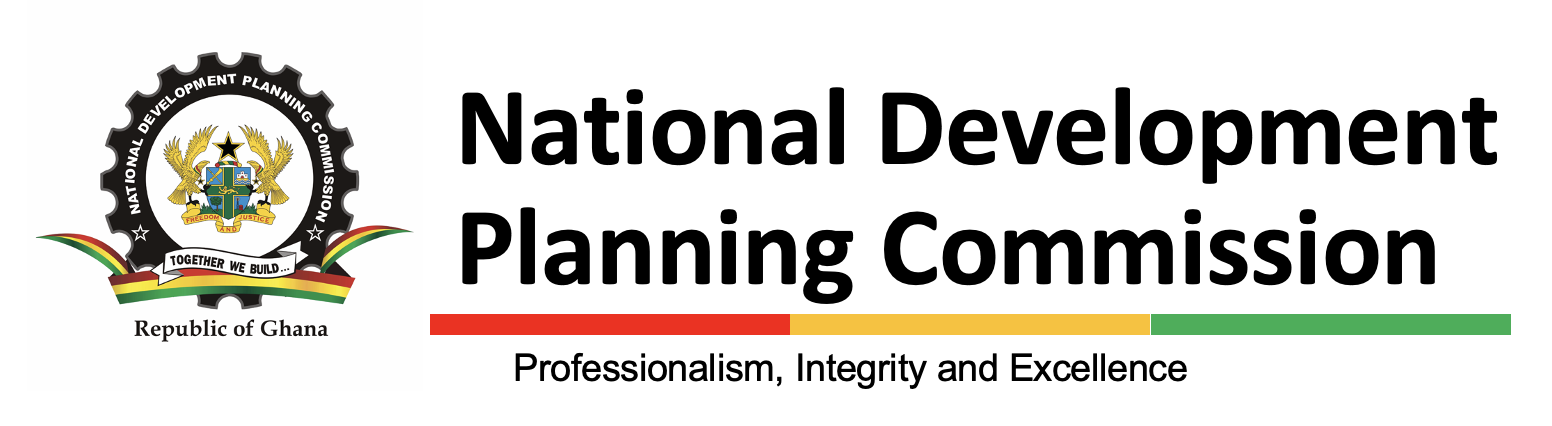 NATIONAL DEVELOPMENT PLANNING COMMISSION
FREEDOM AND JUSTICE
TOGETHER WE BUILD...
Republic of Ghana
National Development
Planning Commission
Professionalism, Integrity and Excellence